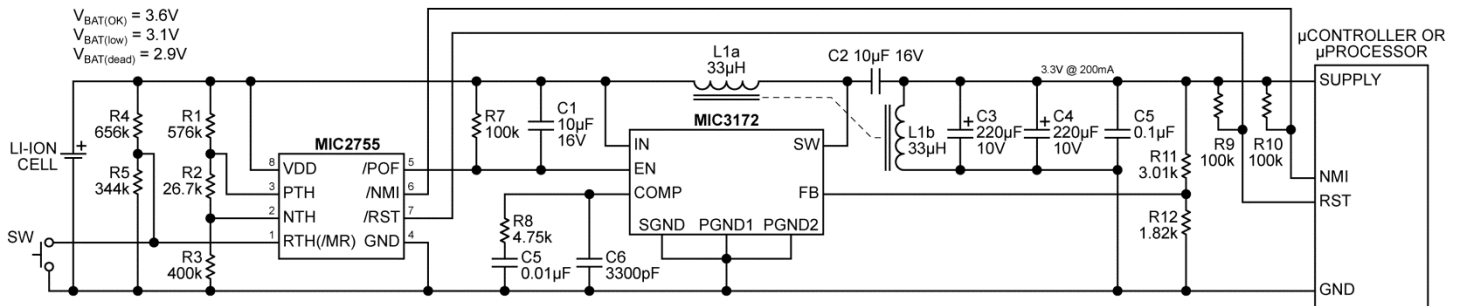 V_BAT(OK) = 3.6V
V_BAT(low) = 3.1V
V_BAT(dead) = 2.9V
LI-ION
CELL
SW
R4
656k
R5
344k
R1
576k
R2
26.7k
R3
400k
MIC2755
8
VDD
3
PTH
2
NTH
1
RTH(/MR)
/POF
5
/NMI
6
/RST
7
GND
4
R7
100k
C1
10µF
16V
R8
4.75k
C5
0.01µF
C6
3300pF
L1a
33µH
MIC3172
IN
EN
COMP
SW
FB
SGND
PGND1
PGND2
C2 10µF 16V
L1b
33µH
3.3V @ 200mA
C3
220µF
10V
C4
220µF
10V
C5
0.1µF
R11
3.01k
R12
1.82k
R9
100k
R10
100k
µCONTROLLER OR
µPROCESSOR
SUPPLY
NMI
RST
GND